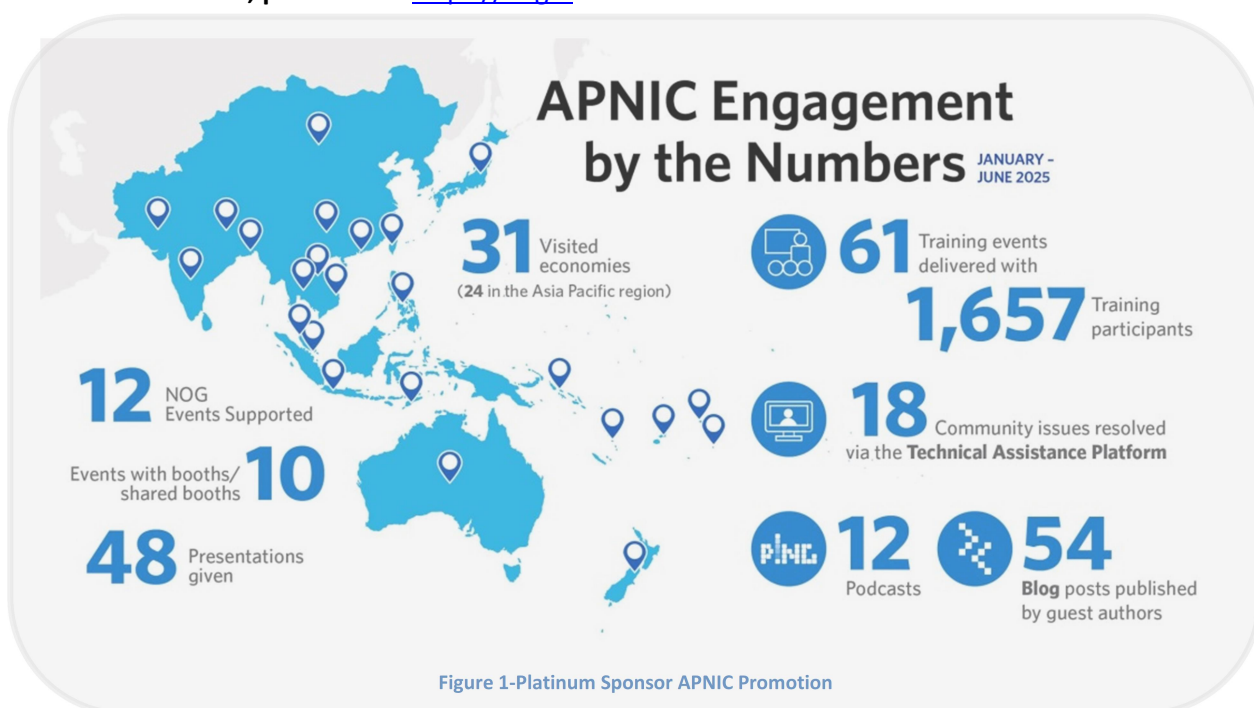 APNIC Engagement
by the Numbers
JANUARY –
JUNE 2025
31
Visited
economies
(24 in the Asia Pacific region)
61
Training events
delivered with
1,657
Training
participants
12
NOG
Events Supported
Events with booths/
shared booths
10
48
Presentations
given
18
Community issues resolved
via the Technical Assistance Platform
PING
12
Podcasts
54
Blog posts published
by guest authors
Figure 1-Platinum Sponsor APNIC Promotion